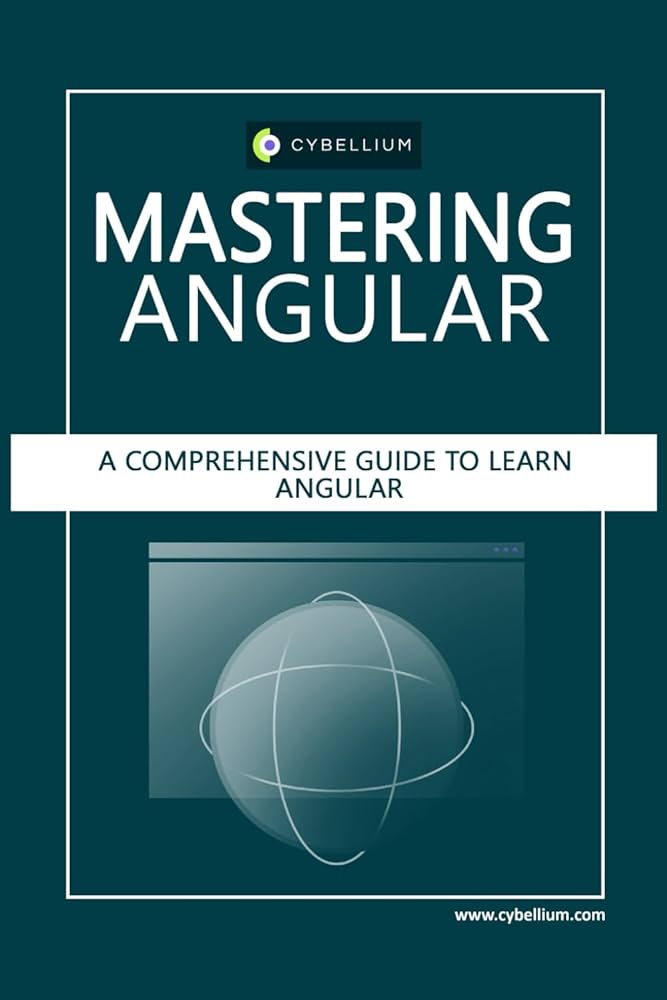 CYBELLIUM
MASTERING
ANGULAR
A COMPREHENSIVE GUIDE TO LEARN
ANGULAR
www.cybellium.com